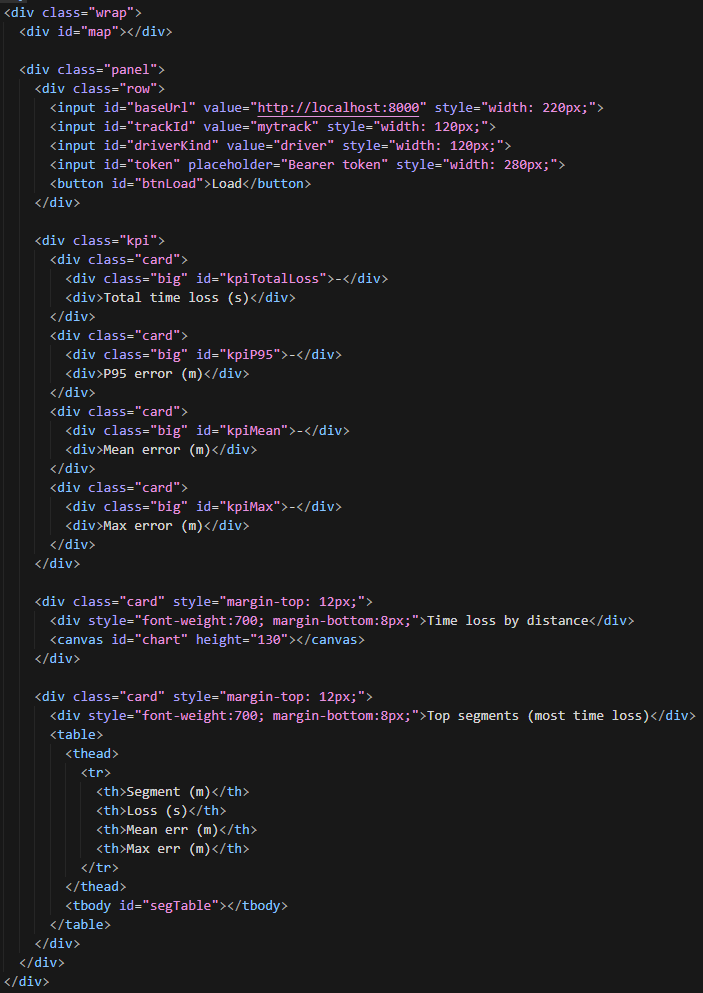 <div class="wrap">
  <div id="map"></div>

  <div class="panel">
    <div class="row">
      <input id="baseUrl" value="http://localhost:8000" style="width: 220px;">
      <input id="trackId" value="mytrack" style="width: 120px;">
      <input id="driverKind" value="driver" style="width: 120px;">
      <input id="token" placeholder="Bearer token" style="width: 280px;">
      <button id="btnLoad">Load</button>
    </div>

    <div class="kpi">
      <div class="card">
        <div class="big" id="kpiTotalLoss">-</div>
        <div>Total time loss (s)</div>
      </div>
      <div class="card">
        <div class="big" id="kpiP95">-</div>
        <div>P95 error (m)</div>
      </div>
      <div class="card">
        <div class="big" id="kpiMean">-</div>
        <div>Mean error (m)</div>
      </div>
      <div class="card">
        <div class="big" id="kpiMax">-</div>
        <div>Max error (m)</div>
      </div>
    </div>

    <div class="card" style="margin-top: 12px;">
      <div style="font-weight:700; margin-bottom:8px;">Time loss by distance</div>
      <canvas id="chart" height="130"></canvas>
    </div>

    <div class="card" style="margin-top: 12px;">
      <div style="font-weight:700; margin-bottom:8px;">Top segments (most time loss)</div>
      <table>
        <thead>
          <tr>
            <th>Segment (m)</th>
            <th>Loss (s)</th>
            <th>Mean err (m)</th>
            <th>Max err (m)</th>
          </tr>
        </thead>
        <tbody id="segTable"></tbody>
      </table>
    </div>
  </div>
</div>